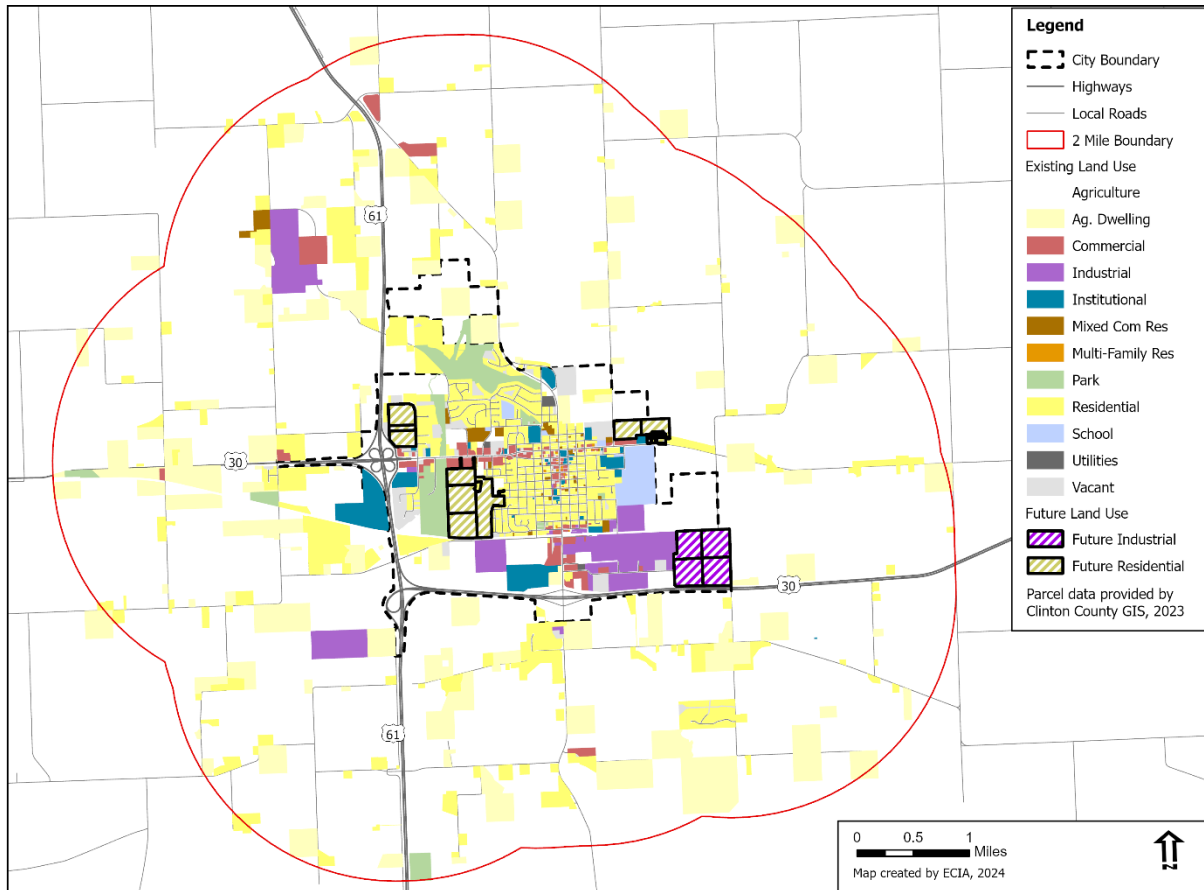 Legend
City Boundary
Highways
Local Roads
2 Mile Boundary
Existing Land Use
Agriculture
Ag. Dwelling
Commercial
Industrial
Institutional
Mixed Com Res
Multi-Family Res
Park
Residential
School
Utilities
Vacant
Future Land Use
Future Industrial
Future Residential
Parcel data provided by
Clinton County GIS, 2023
61
30
30
61
0 0.5 1
Miles
Map created by ECIA, 2024
N